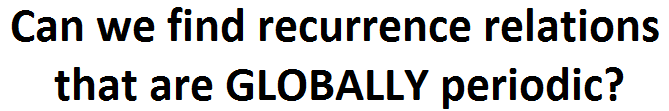 Can we find recurrence relations
that are GLOBALLY periodic?